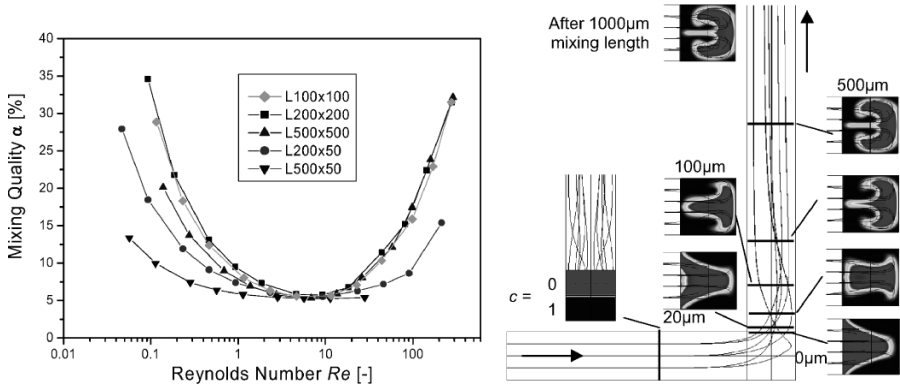 Mixing Quality α [%]
40
35
30
25
20
15
10
5
0
0.01
0.1
1
10
100
Reynolds Number Re [-]
L100x100
L200x200
L500x500
L200x50
L500x50
After 1000µm
mixing length
500µm
100µm
0
c =
1
20µm
0µm